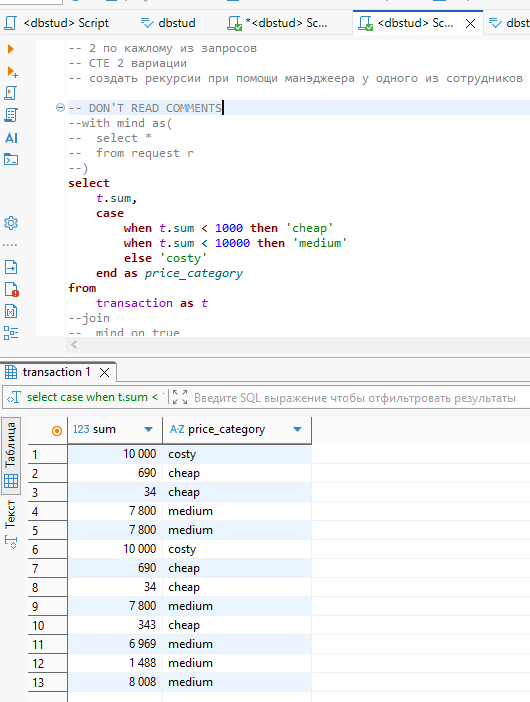 <dbstud> Script
dbstud
*<dbstud> Sc...
<dbstud> Sc...
dbst
-- 2 по кажлому из запросов
-- СТЕ 2 вариации
-- создать рекурсии при помощи манэджеера у одного из сотрудников
-- DON'T READ COMMENTS
--with mind as(
--  select *
--  from request r
--)
select
t.sum,
case
when t.sum < 1000 then 'cheap'
when t.sum < 10000 then 'medium'
else 'costy'
end as price_category
from
transaction as t
--join
--  mind on true
transaction 1
select case when t.sum <
Введите SQL выражение чтобы отфильтровать результаты
Таблица
Текст
123 sum A-Z price_category
1 10 000 costy
2 690 cheap
3 34 cheap
4 7 800 medium
5 7 800 medium
6 10 000 costy
7 690 cheap
8 34 cheap
9 7 800 medium
10 343 cheap
11 6 969 medium
12 1 488 medium
13 8 008 medium